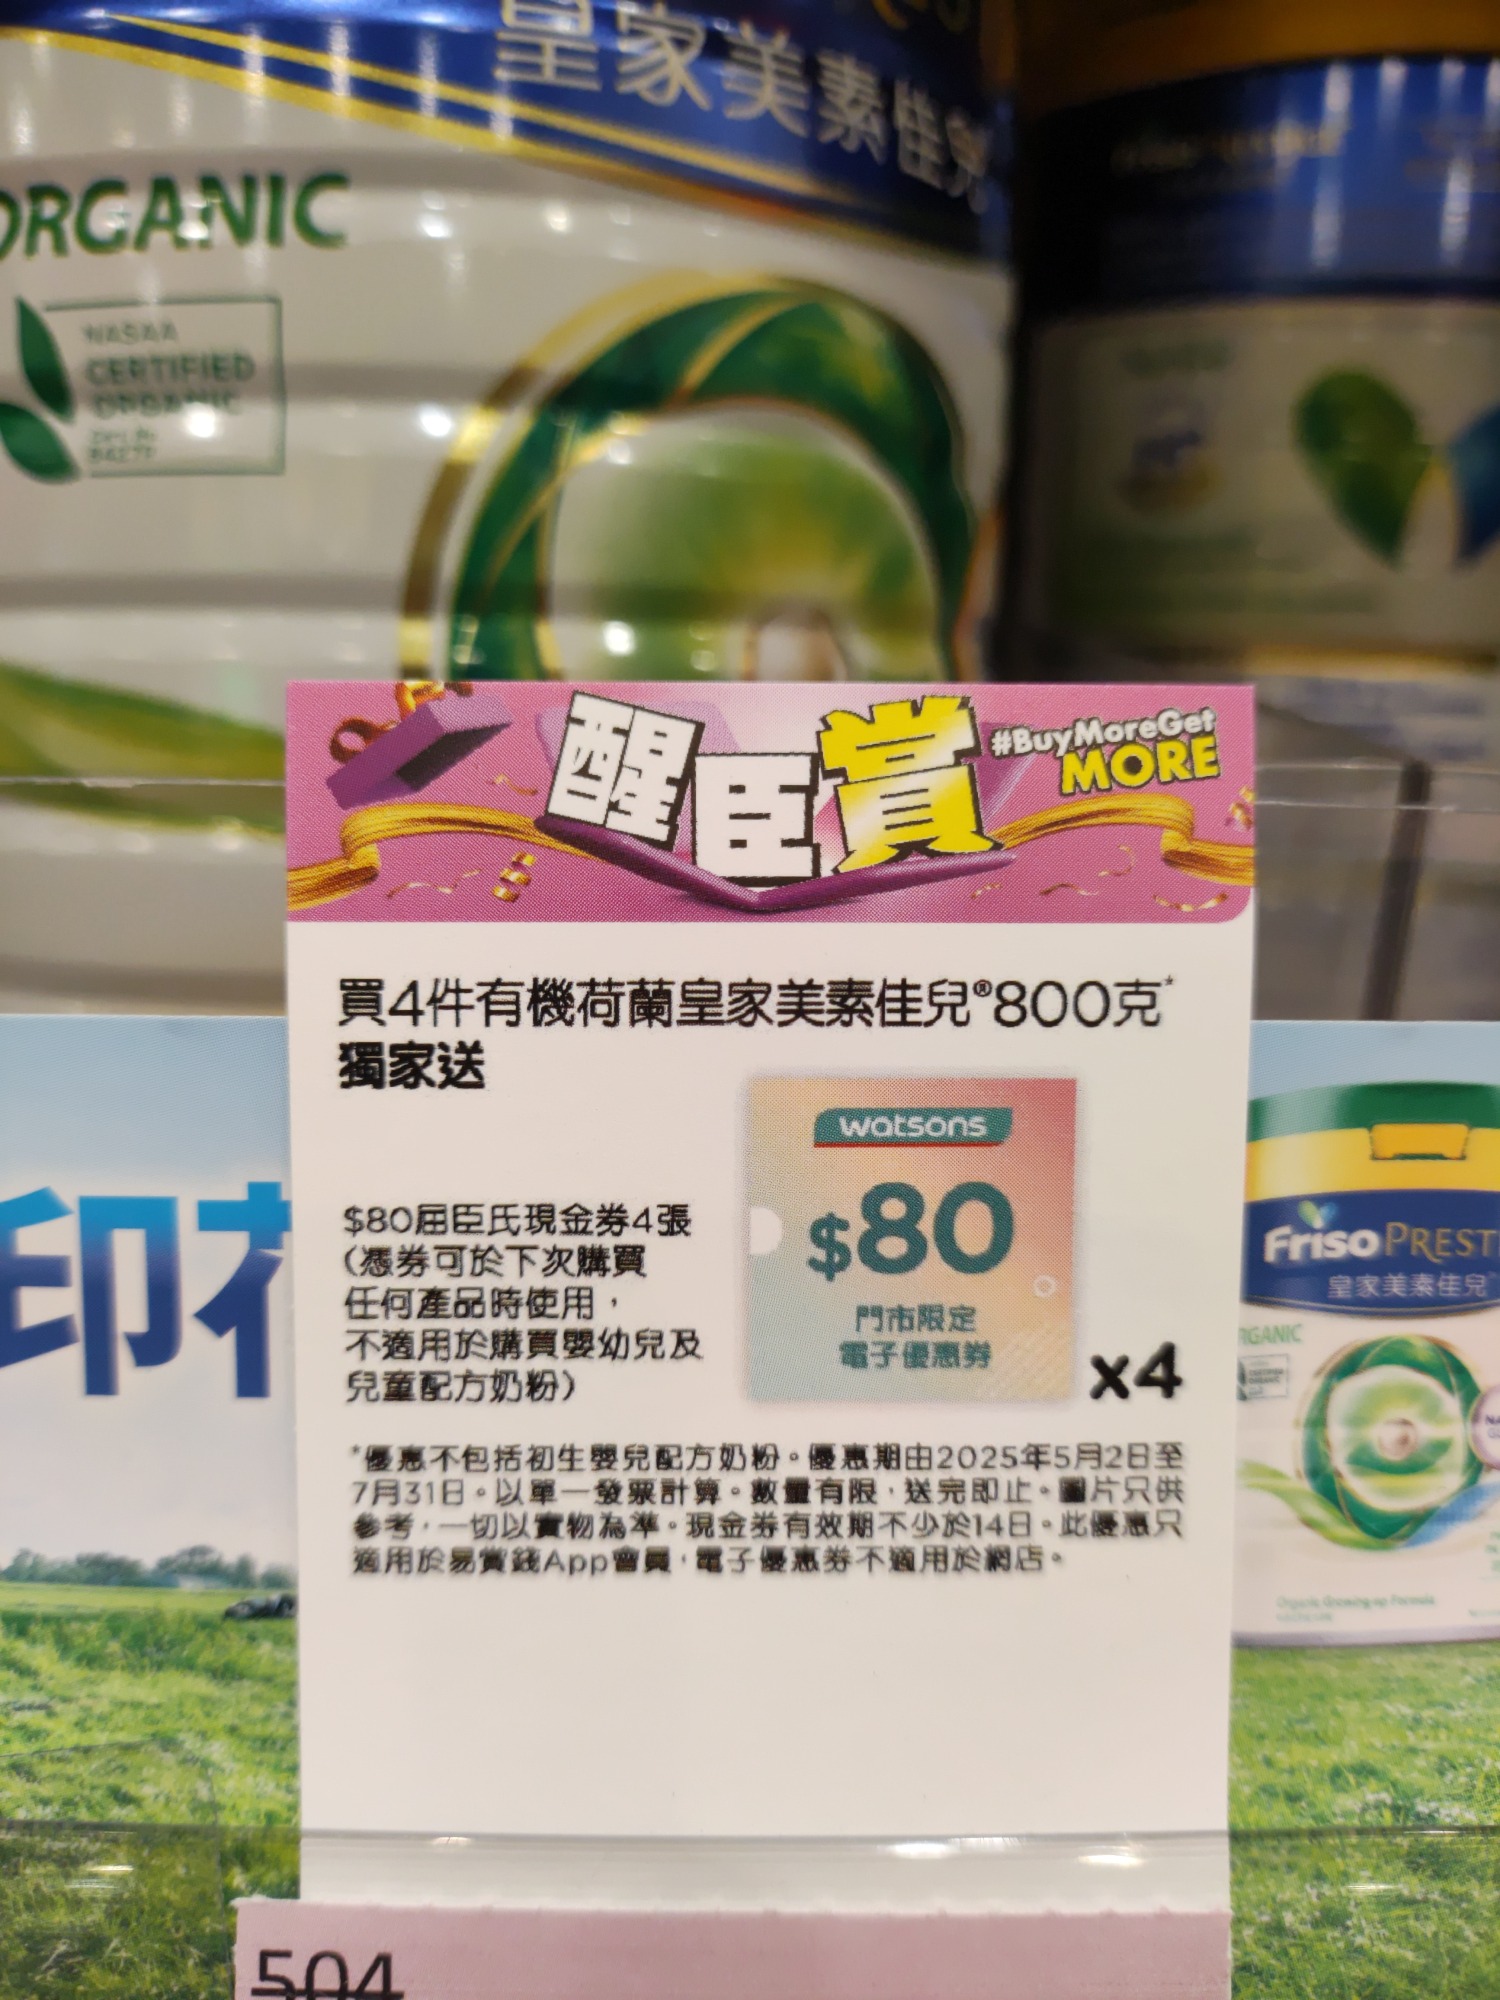 皇家美素佳兒
ORGANIC
NASAA
CERTIFIED
ORGANIC
醒臣賞
#BuyMoreGet
MORE
買4件有機荷蘭皇家美素佳兒®800克*
獨家送
watsons
$80
門市限定
電子優惠券
x4
$80屈臣氏現金券4張
(憑券可於下次購買
任何產品時使用，
不適用於購買嬰幼兒及
兒童配方奶粉)
*優惠不包括初生嬰兒配方奶粉。優惠期由2025年5月2日至
7月31日。以單一發票計算。數量有限，送完即止。圖片只供
參考，一切以實物為準。現金券有效期不少於14日。此優惠只
適用於易賞錢App會員，電子優惠券不適用於網店。
印花
Friso PREST
皇家美素佳兒
RGANIC
Organic Growing-up Formula
504